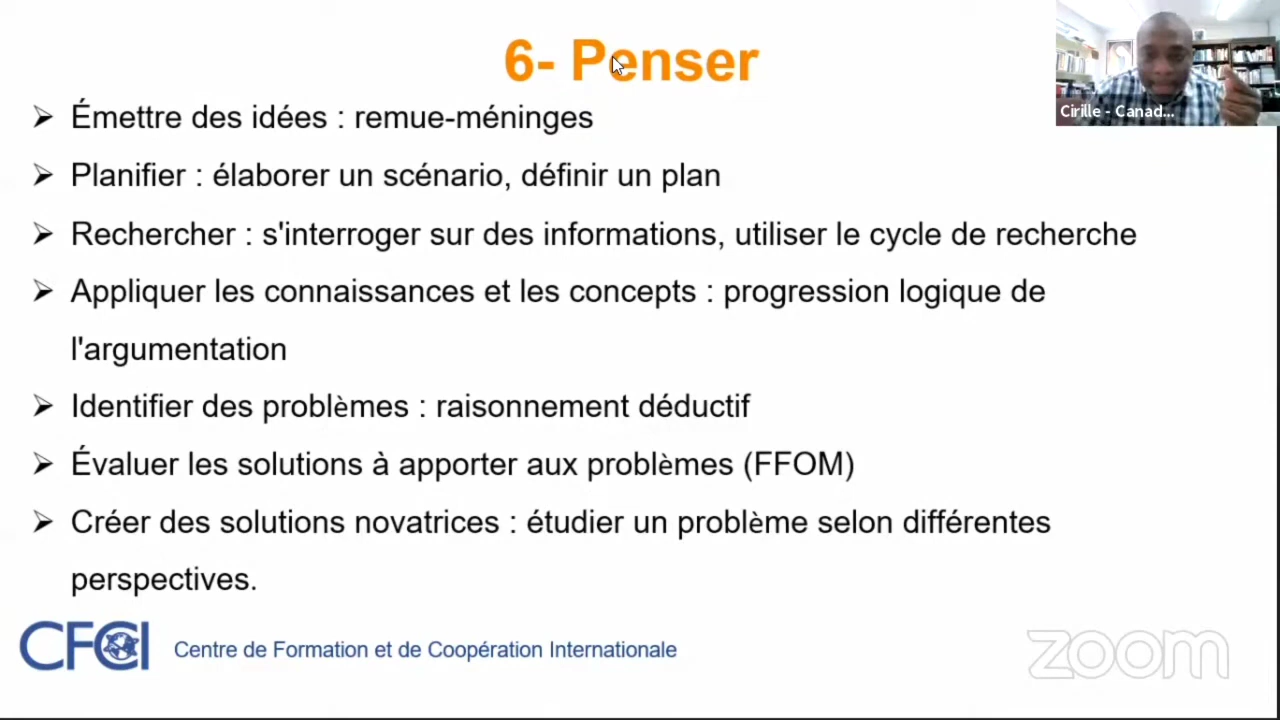 6- Penser
Cirille - Canad...
➢ Émettre des idées : remue-méninges
➢ Planifier : élaborer un scénario, définir un plan
➢ Rechercher : s'interroger sur des informations, utiliser le cycle de recherche
➢ Appliquer les connaissances et les concepts : progression logique de
l'argumentation
➢ Identifier des problèmes : raisonnement déductif
➢ Évaluer les solutions à apporter aux problèmes (FFOM)
➢ Créer des solutions novatrices : étudier un problème selon différentes
perspectives.
CFCI Centre de Formation et de Coopération Internationale
zoom